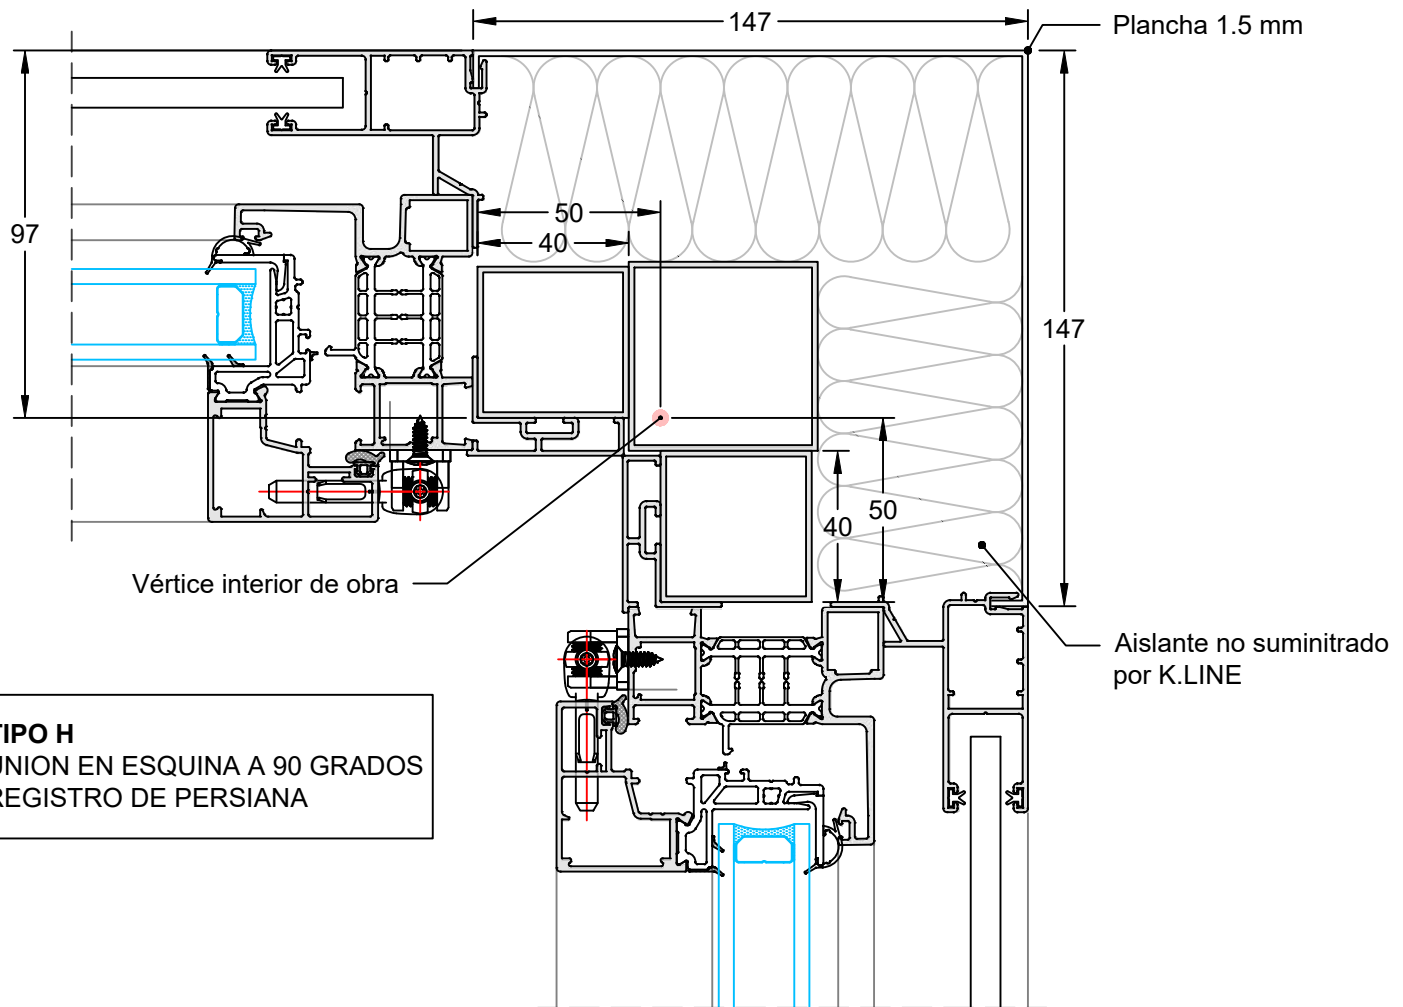 147
Plancha 1.5 mm
97
50
40
147
50
40
Vértice interior de obra
Aislante no suminitrado
por K.LINE
TIPO H
UNION EN ESQUINA A 90 GRADOS
REGISTRO DE PERSIANA